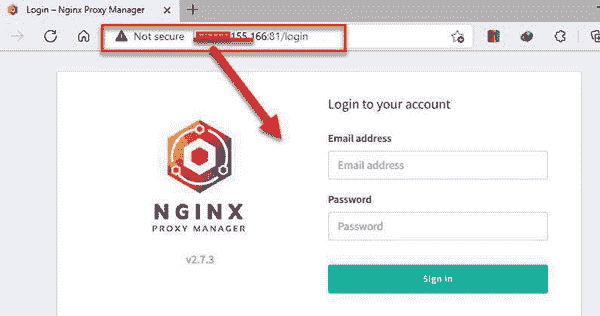 Login – Nginx Proxy Manager
Not secure 155.166:81/login
Login to your account
Email address
Email address
Password
Password
NGINX
PROXY MANAGER
v2.7.3
Sign in